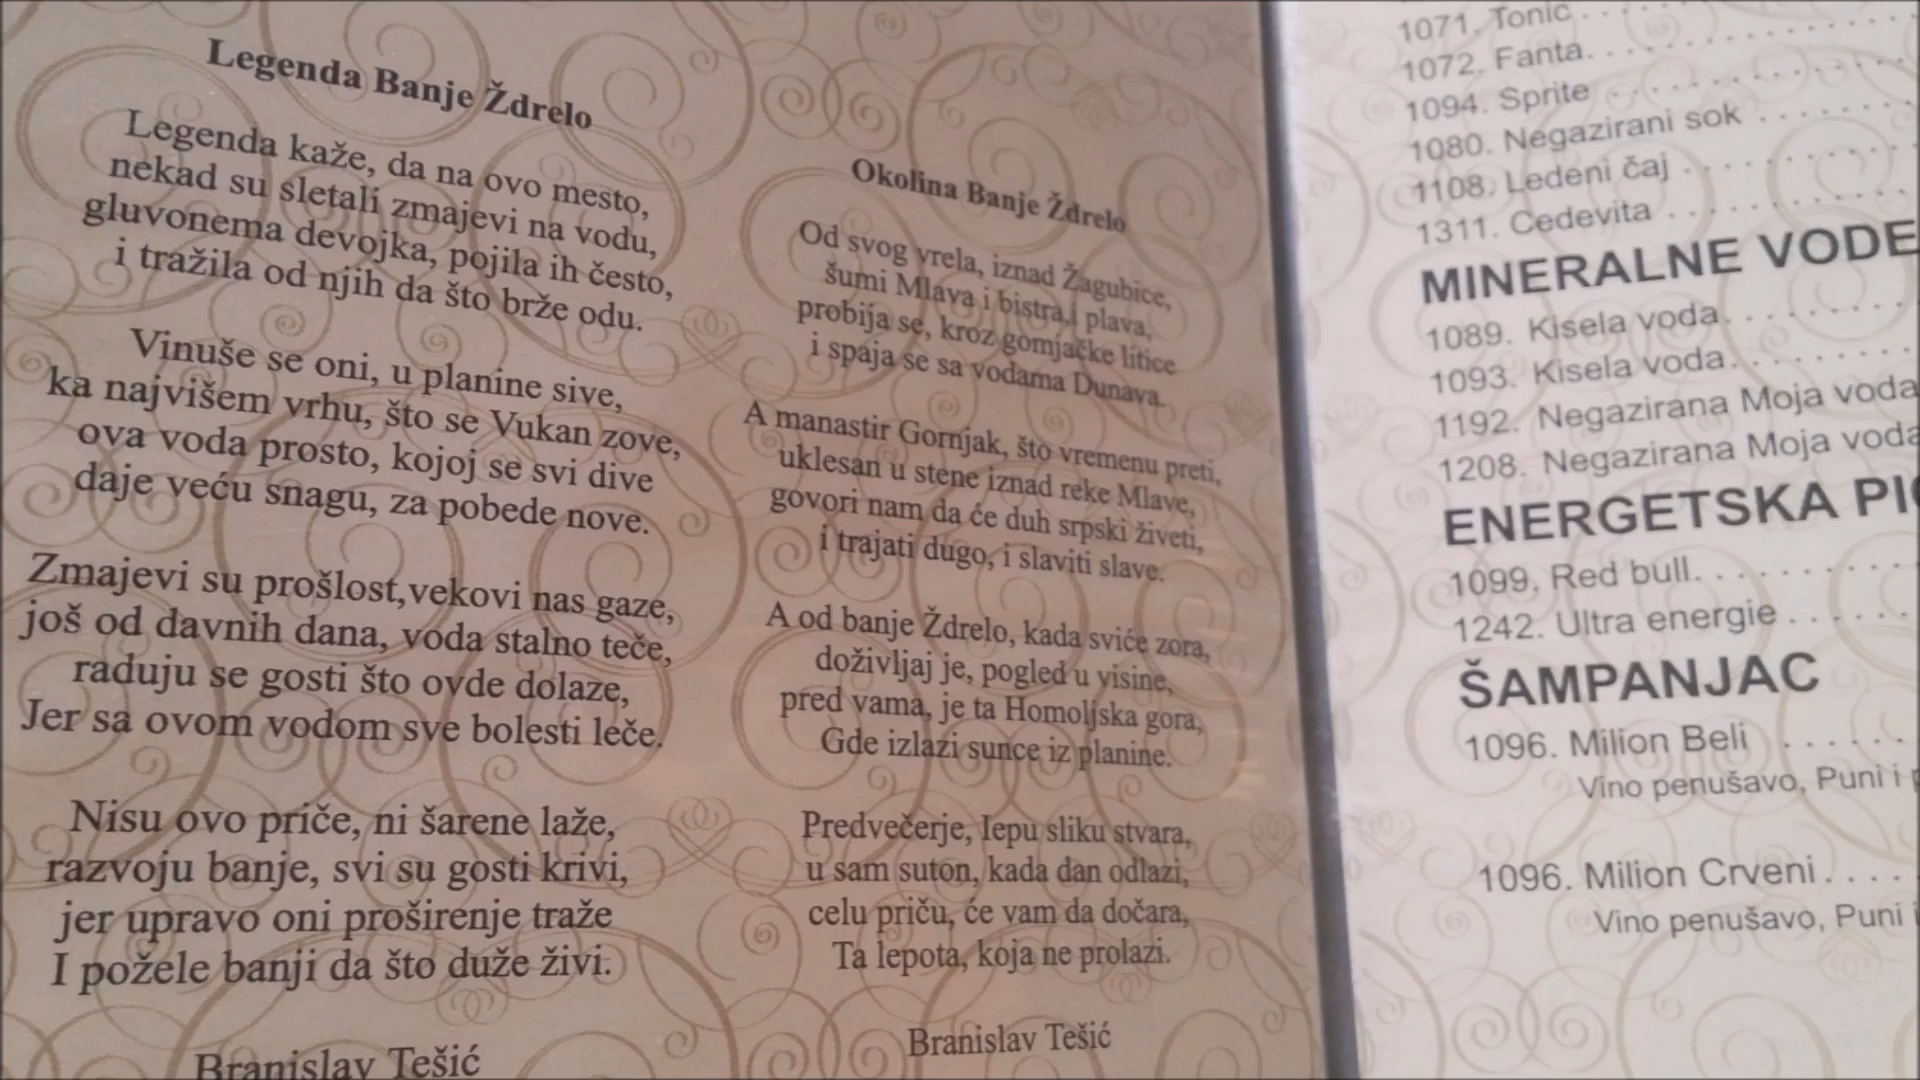 Legenda Banje Ždrelo
Legenda kaže, da na ovo mesto,
nekad su sletali zmajevi na vodu,
gluvonema devojka, pojila ih često,
i tražila od njih da što brže odu.
Vinuše se oni, u planine sive,
ka najvišem vrhu, što se Vukan zove,
ova voda prosto, kojoj se svi dive
daje veću snagu, za pobede nove.
Zmajevi su prošlost,vekovi nas gaze,
još od davnih dana, voda stalno teče,
raduju se gosti što ovde dolaze,
Jer sa ovom vodom sve bolesti leče.
Nisu ovo priče, ni šarene laže,
razvoju banje, svi su gosti krivi,
jer upravo oni proširenje traže
I požele banji da što duže živi.
Branislav Tešić
Okolina Banje Ždrelo
Od svog vrela, iznad Žagubice,
šumi Mlava i bistra,i plava,
probija se, kroz gornjačke litice
i spaja se sa vodama Dunava.
A manastir Gornjak, što vremenu preti,
uklesan u stene iznad reke Mlave,
govori nam da će duh srpski živeti,
i trajati dugo, i slaviti slave.
A od banje Ždrelo, kada sviće zora,
doživljaj je, pogled u visine,
pred vama, je ta Homoljska gora,
Gde izlazi sunce iz planine.
Predvečerje, lepu sliku stvara,
u sam suton, kada dan odlazi,
celu priču, će vam da dočara,
Ta lepota, koja ne prolazi.
Branislav Tešić
1071. Tonic
1072. Fanta
1094. Sprite
1080. Negazirani sok
1108. Ledeni čaj
1311. Cedevita
MINERALNE VODE
1089. Kisela voda
1093. Kisela voda
1192. Negazirana Moja voda
1208. Negazirana Moja voda
ENERGETSKA
1099. Red bull
1242. Ultra energie
ŠAMPANJAC
1096. Milion Beli
Vino penušavo, Puni i
1096. Milion Crveni
Vino penušavo, Puni i